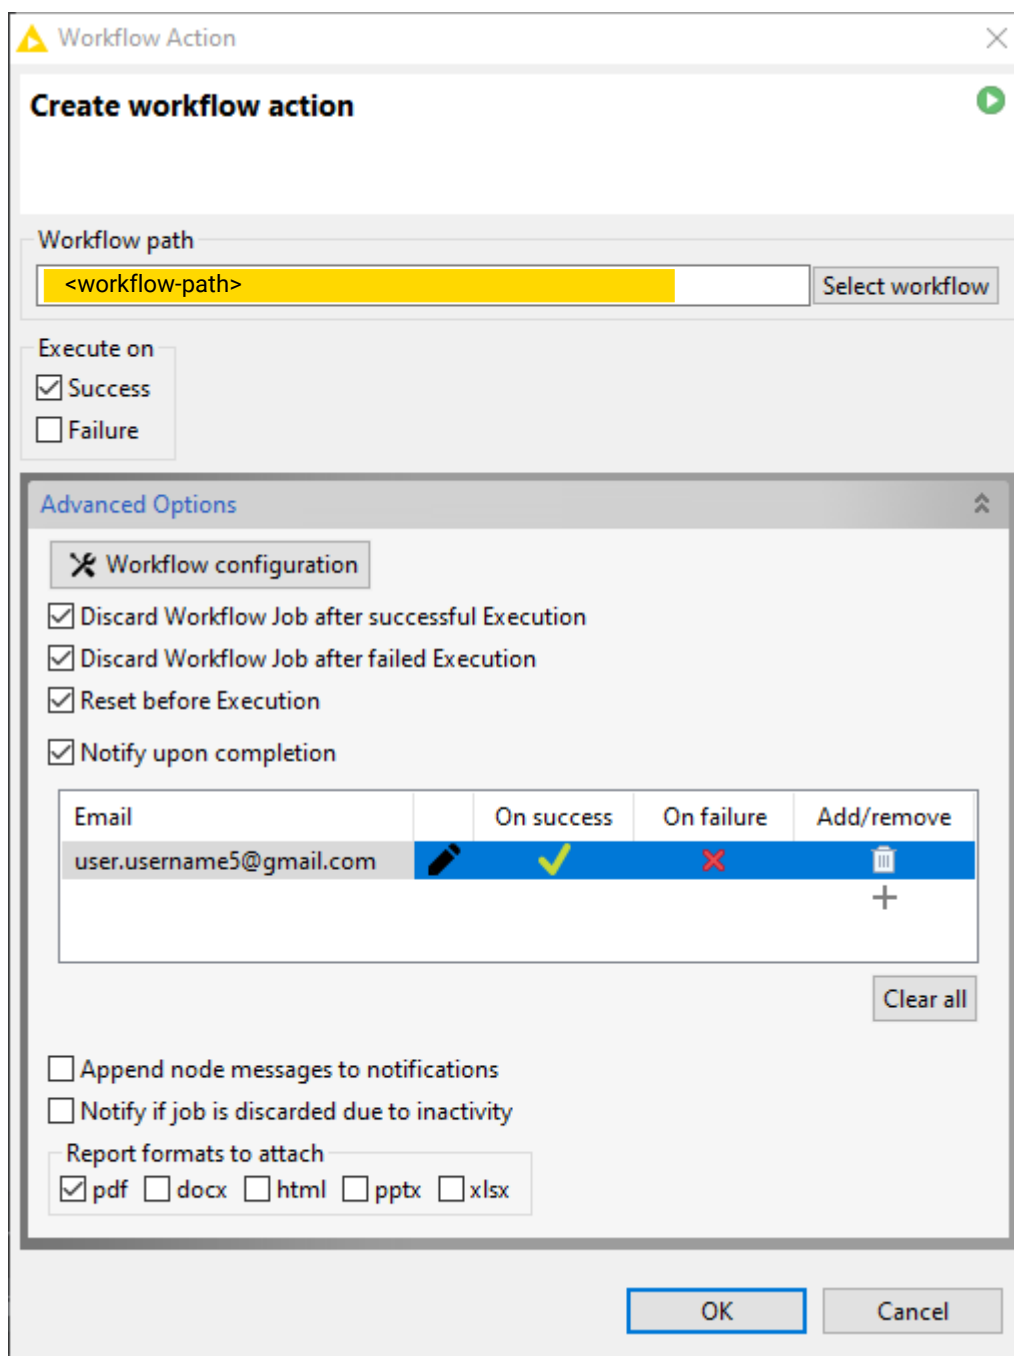 Workflow Action
Create workflow action
Workflow path
<workflow-path>
Select workflow
Execute on
Success
Failure
Advanced Options
Workflow configuration
Discard Workflow Job after successful Execution
Discard Workflow Job after failed Execution
Reset before Execution
Notify upon completion
Email On success On failure Add/remove
user.username5@gmail.com
Clear all
Append node messages to notifications
Notify if job is discarded due to inactivity
Report formats to attach
pdf docx html pptx xlsx
OK Cancel